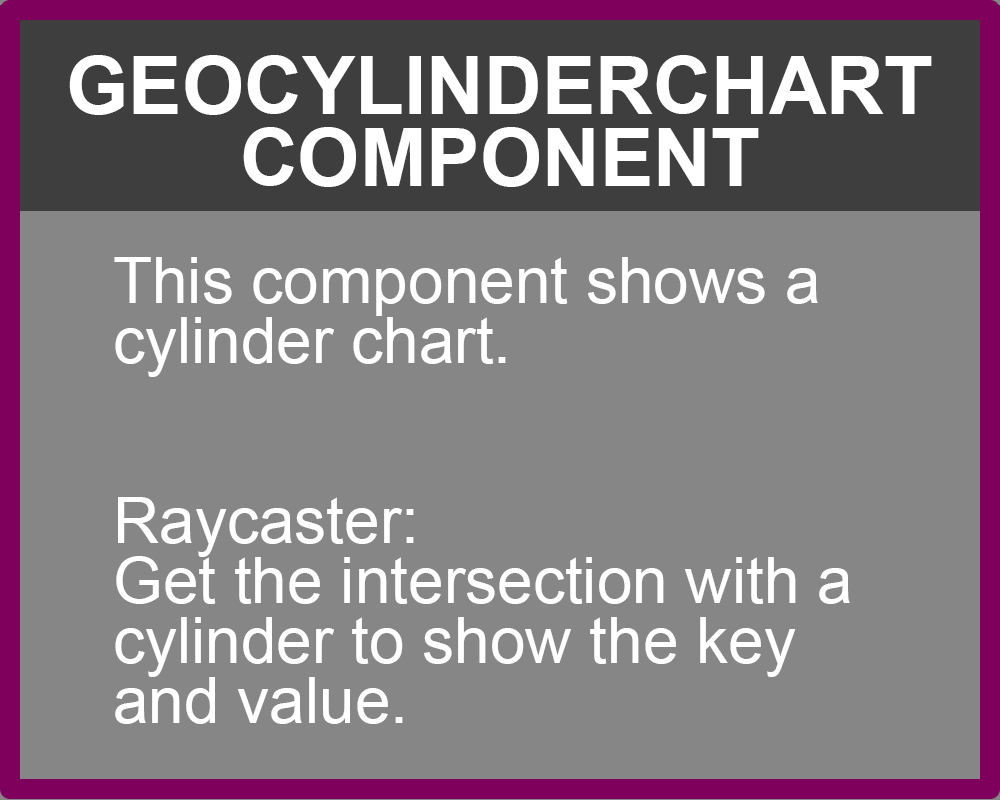 GEOCYLINDERCHART
COMPONENT
This component shows a
cylinder chart.
Raycaster:
Get the intersection with a
cylinder to show the key
and value.